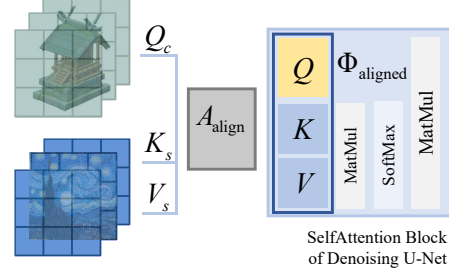 Q_c
K_s
V_s
A_align
Q
K
V
Φ_aligned
MatMul
SoftMax
MatMul
SelfAttention Block
of Denoising U-Net